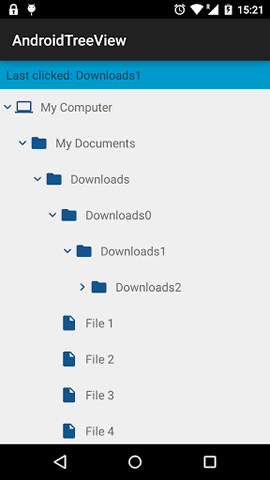 15:21
AndroidTreeView
Last clicked: Downloads1
My Computer
My Documents
Downloads
Downloads0
Downloads1
Downloads2
File 1
File 2
File 3
File 4